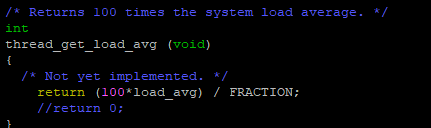 /* Returns 100 times the system load average. */
int
thread_get_load_avg (void)
{
  /* Not yet implemented. */
    return (100*load_avg) / FRACTION;
    //return 0;
}